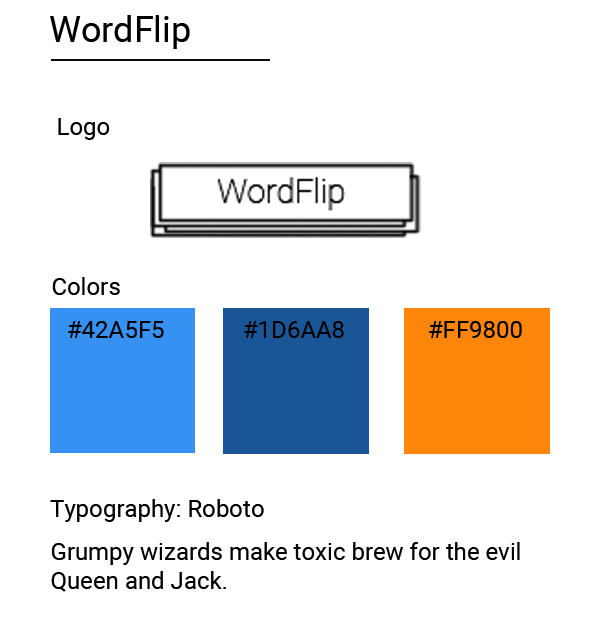 WordFlip
Logo
WordFlip
Colors
#42A5F5 #1D6AA8 #FF9800
Typography: Roboto
Grumpy wizards make toxic brew for the evil
Queen and Jack.